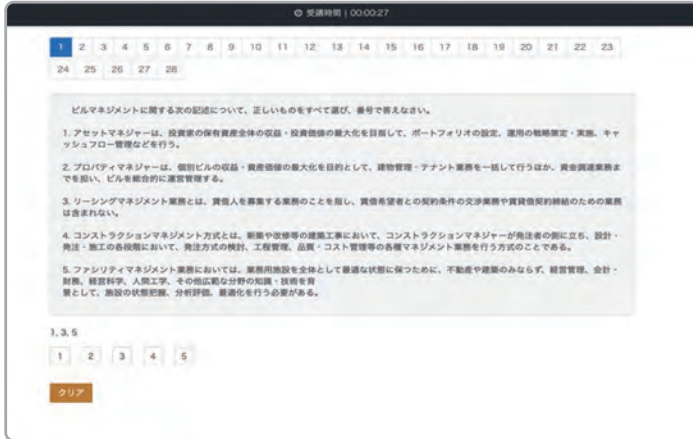 受講時間 | 00:00:27
1 2 3 4 5 6 7 8 9 10 11 12 13 14 15 16 17 18 19 20 21 22 23
24 25 26 27 28
ビルマネジメントに関する次の記述について、正しいものをすべて選び、番号で答えなさい。
1. アセットマネジャーは、投資家の保有資産全体の収益・投資価値の最大化を目指して、ポートフォリオの設定、運用の戦略策定・実施、キャ
ッシュフロー管理などを行う。
2. プロパティマネジャーは、個別ビルの収益・資産価値の最大化を目的として、建物管理・テナント業務を一括して行うほか、資金調達業務ま
でを担い、ビルを総合的に運営管理する。
3. リーシングマネジメント業務とは、賃借人を募集する業務のことを指し、賃借希望者との契約条件の交渉業務や賃貸借契約締結のための業務
は含まれない。
4. コンストラクションマネジメント方式とは、新築や改修等の建築工事において、コンストラクションマネジャーが発注者の側に立ち、設計・
発注・施工の各段階において、発注方式の検討、工程管理、品質・コスト管理等の各種マネジメント業務を行う方式のことである。
5. ファシリティマネジメント業務においては、業務用施設を全体として最適な状態に保つために、不動産や建築のみならず、経営管理、会計・
財務、経営科学、人間工学、その他広範な分野の知識・技術を背
景として、施設の状態把握、分析評価、最適化を行う必要がある。
1, 3, 5
1 2 3 4 5
クリア